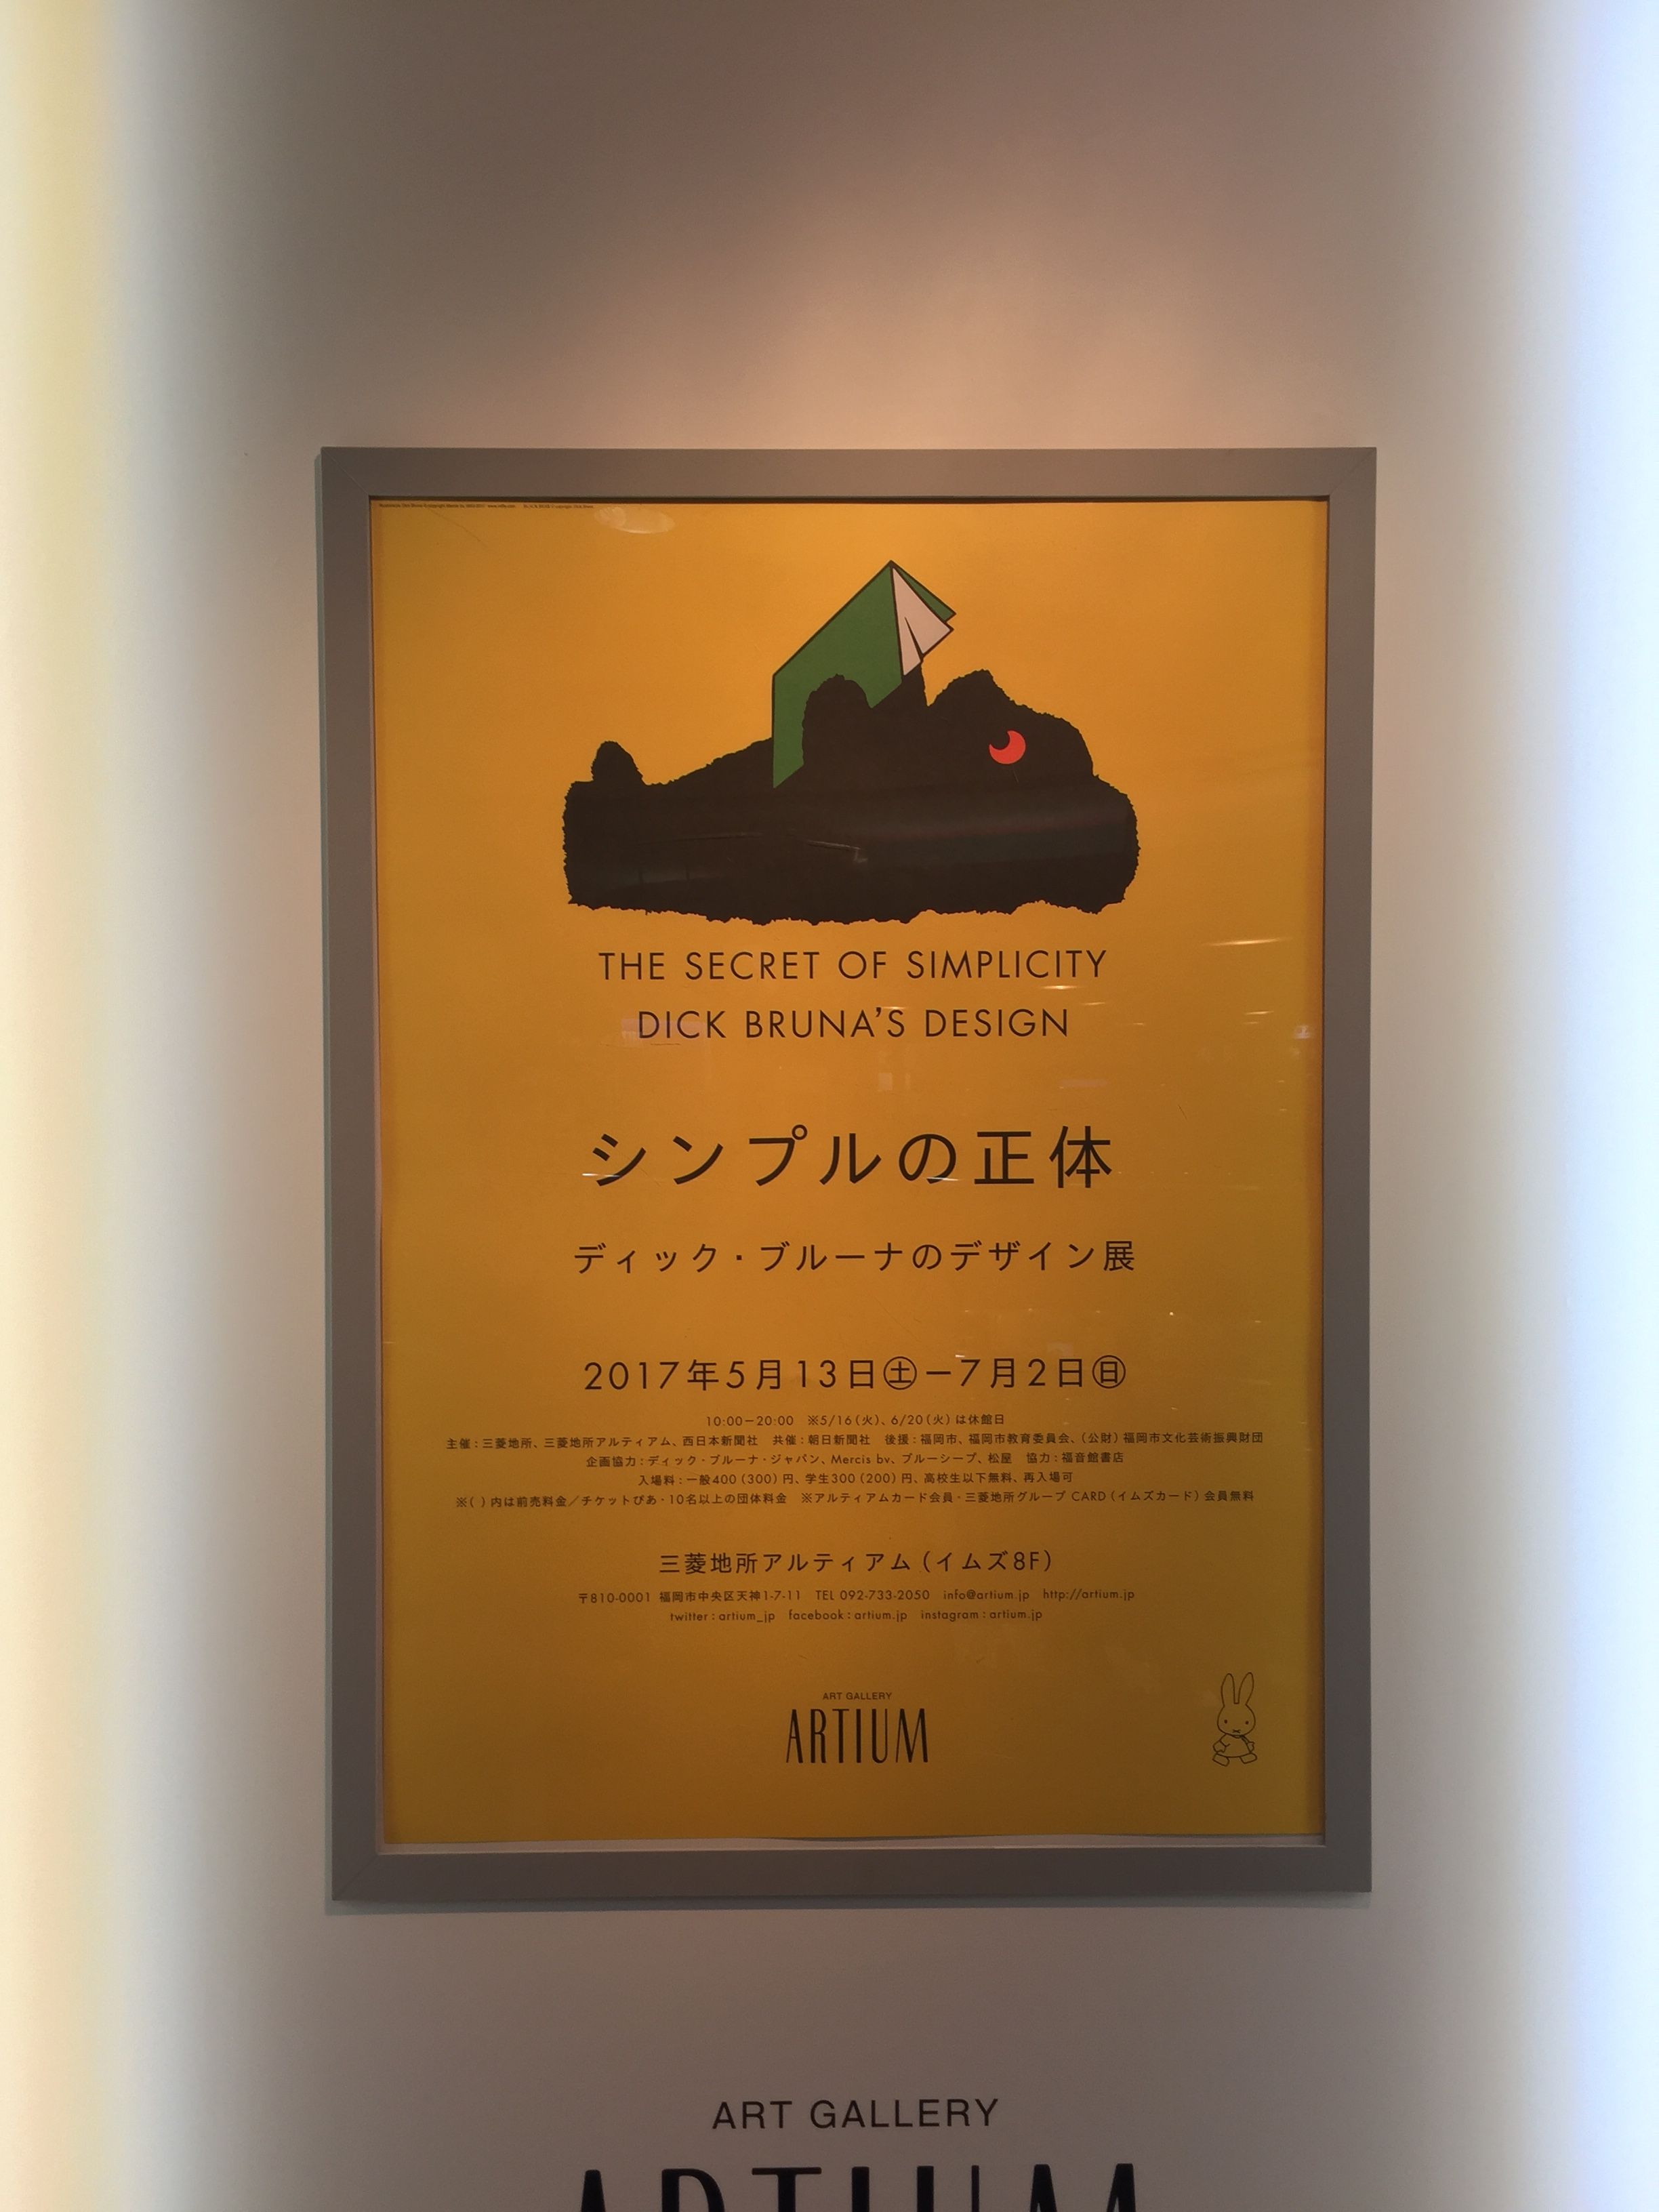 THE SECRET OF SIMPLICITY
DICK BRUNA'S DESIGN
シンプルの正体
ディック・ブルーナのデザイン展
2017年5月13日㊏−7月2日㊐
10:00−20:00　※5/16（火）、6/20（火）は休館日
主催：三菱地所、三菱地所アルティアム、西日本新聞社　共催：朝日新聞社　後援：福岡市、福岡市教育委員会、（公財）福岡市文化芸術振興財団
企画協力：ディック・ブルーナ・ジャパン、Mercis bv、ブルーシープ、松屋　協力：福音館書店
入場料：一般400（300）円、学生300（200）円、高校生以下無料、再入場可
※（ ）内は前売料金／チケットぴあ・10名以上の団体料金　※アルティアムカード会員・三菱地所グループ CARD（イムズカード）会員無料
三菱地所アルティアム（イムズ8F）
〒810-0001 福岡市中央区天神1-7-11　TEL 092-733-2050　info@artium.jp　http://artium.jp
twitter：artium_jp　facebook：artium.jp　instagram：artium.jp
ART GALLERY
ARTIUM
ART GALLERY
ARTIUM